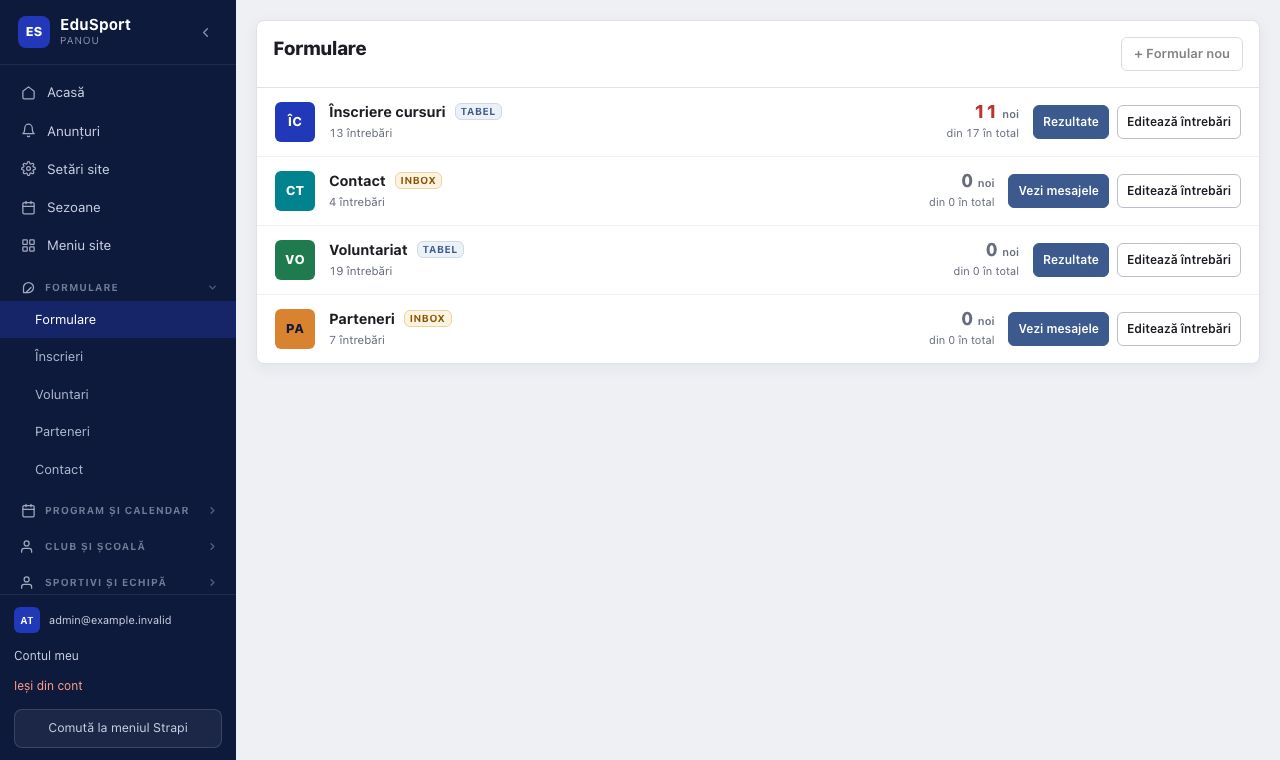 ES
EduSport
PANOU
Acasă
Anunțuri
Setări site
Sezoane
Meniu site
FORMULARE
Formulare
Înscrieri
Voluntari
Parteneri
Contact
PROGRAM ȘI CALENDAR
CLUB ȘI ȘCOALĂ
SPORTIVI ȘI ECHIPĂ
AT admin@example.invalid
Contul meu
Ieși din cont
Comută la meniul Strapi
Formulare
+ Formular nou
ÎC
Înscriere cursuri TABEL
13 întrebări
11 noi
din 17 în total
Rezultate
Editează întrebări
CT
Contact INBOX
4 întrebări
0 noi
din 0 în total
Vezi mesajele
Editează întrebări
VO
Voluntariat TABEL
19 întrebări
0 noi
din 0 în total
Rezultate
Editează întrebări
PA
Parteneri INBOX
7 întrebări
0 noi
din 0 în total
Vezi mesajele
Editează întrebări